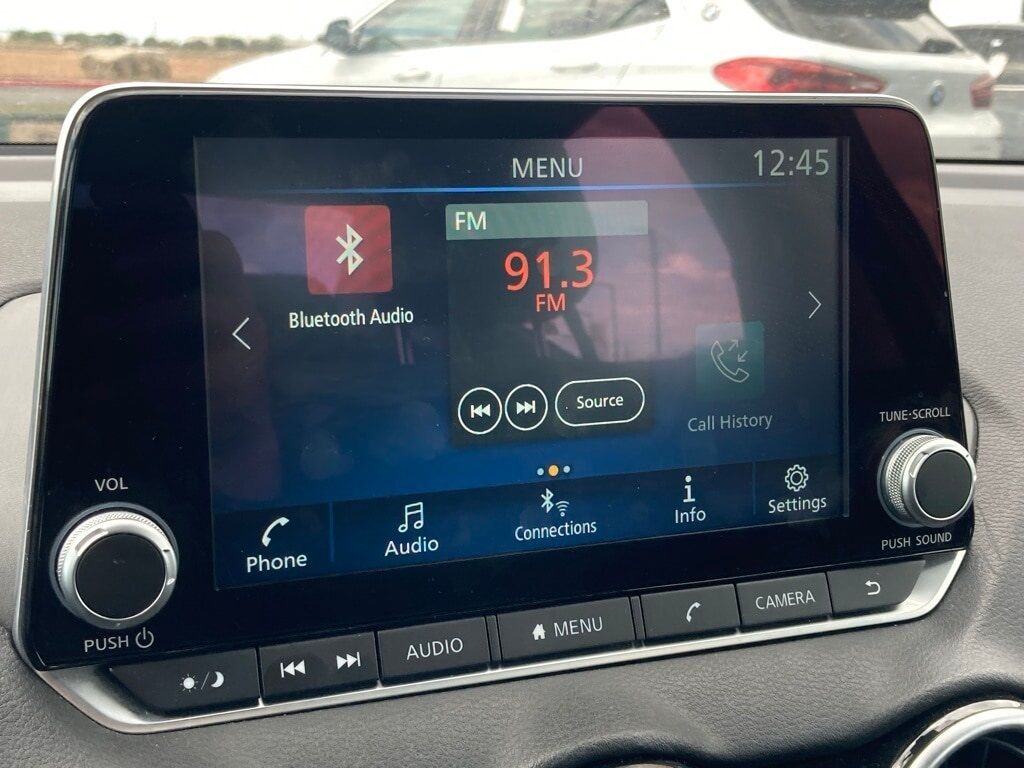 MENU
12:45
FM
91.3
FM
Bluetooth Audio
Source
Call History
Phone
Audio
Connections
Info
Settings
VOL
PUSH
TUNE·SCROLL
PUSH SOUND
AUDIO
MENU
CAMERA